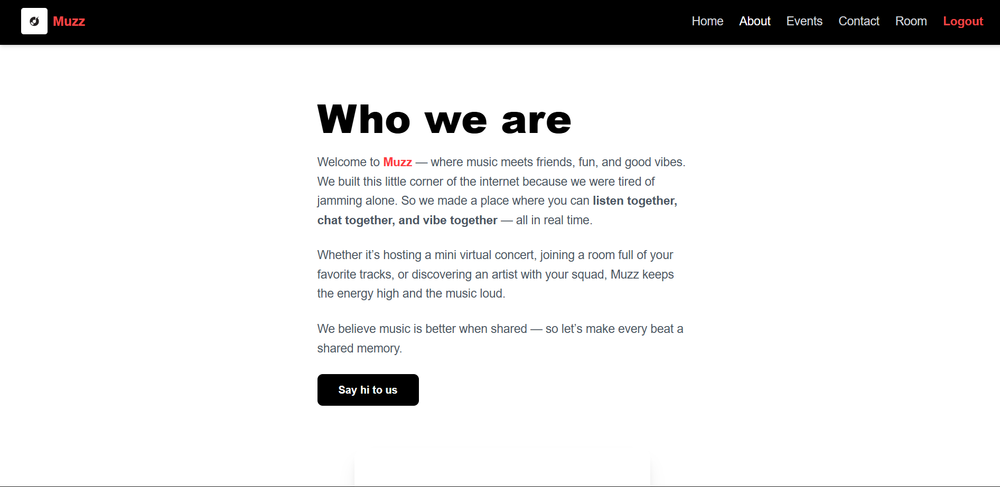 Muzz
Home About Events Contact Room Logout
Who we are
Welcome to Muzz — where music meets friends, fun, and good vibes.
We built this little corner of the internet because we were tired of
jamming alone. So we made a place where you can listen together,
chat together, and vibe together — all in real time.
Whether it’s hosting a mini virtual concert, joining a room full of your
favorite tracks, or discovering an artist with your squad, Muzz keeps
the energy high and the music loud.
We believe music is better when shared — so let’s make every beat a
shared memory.
Say hi to us